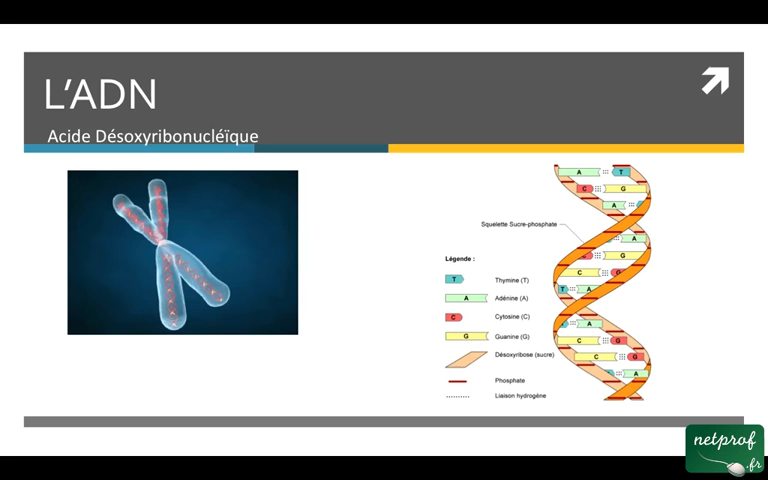 L'ADN
Acide Désoxyribonucléïque
Squelette Sucre-phosphate
Légende :
T Thymine (T)
A Adénine (A)
C Cytosine (C)
G Guanine (G)
Désoxyribose (sucre)
Phosphate
Liaison hydrogène
A T
C G
A
A
G
C G
T A
A
C G
C G
A
netprof
.fr